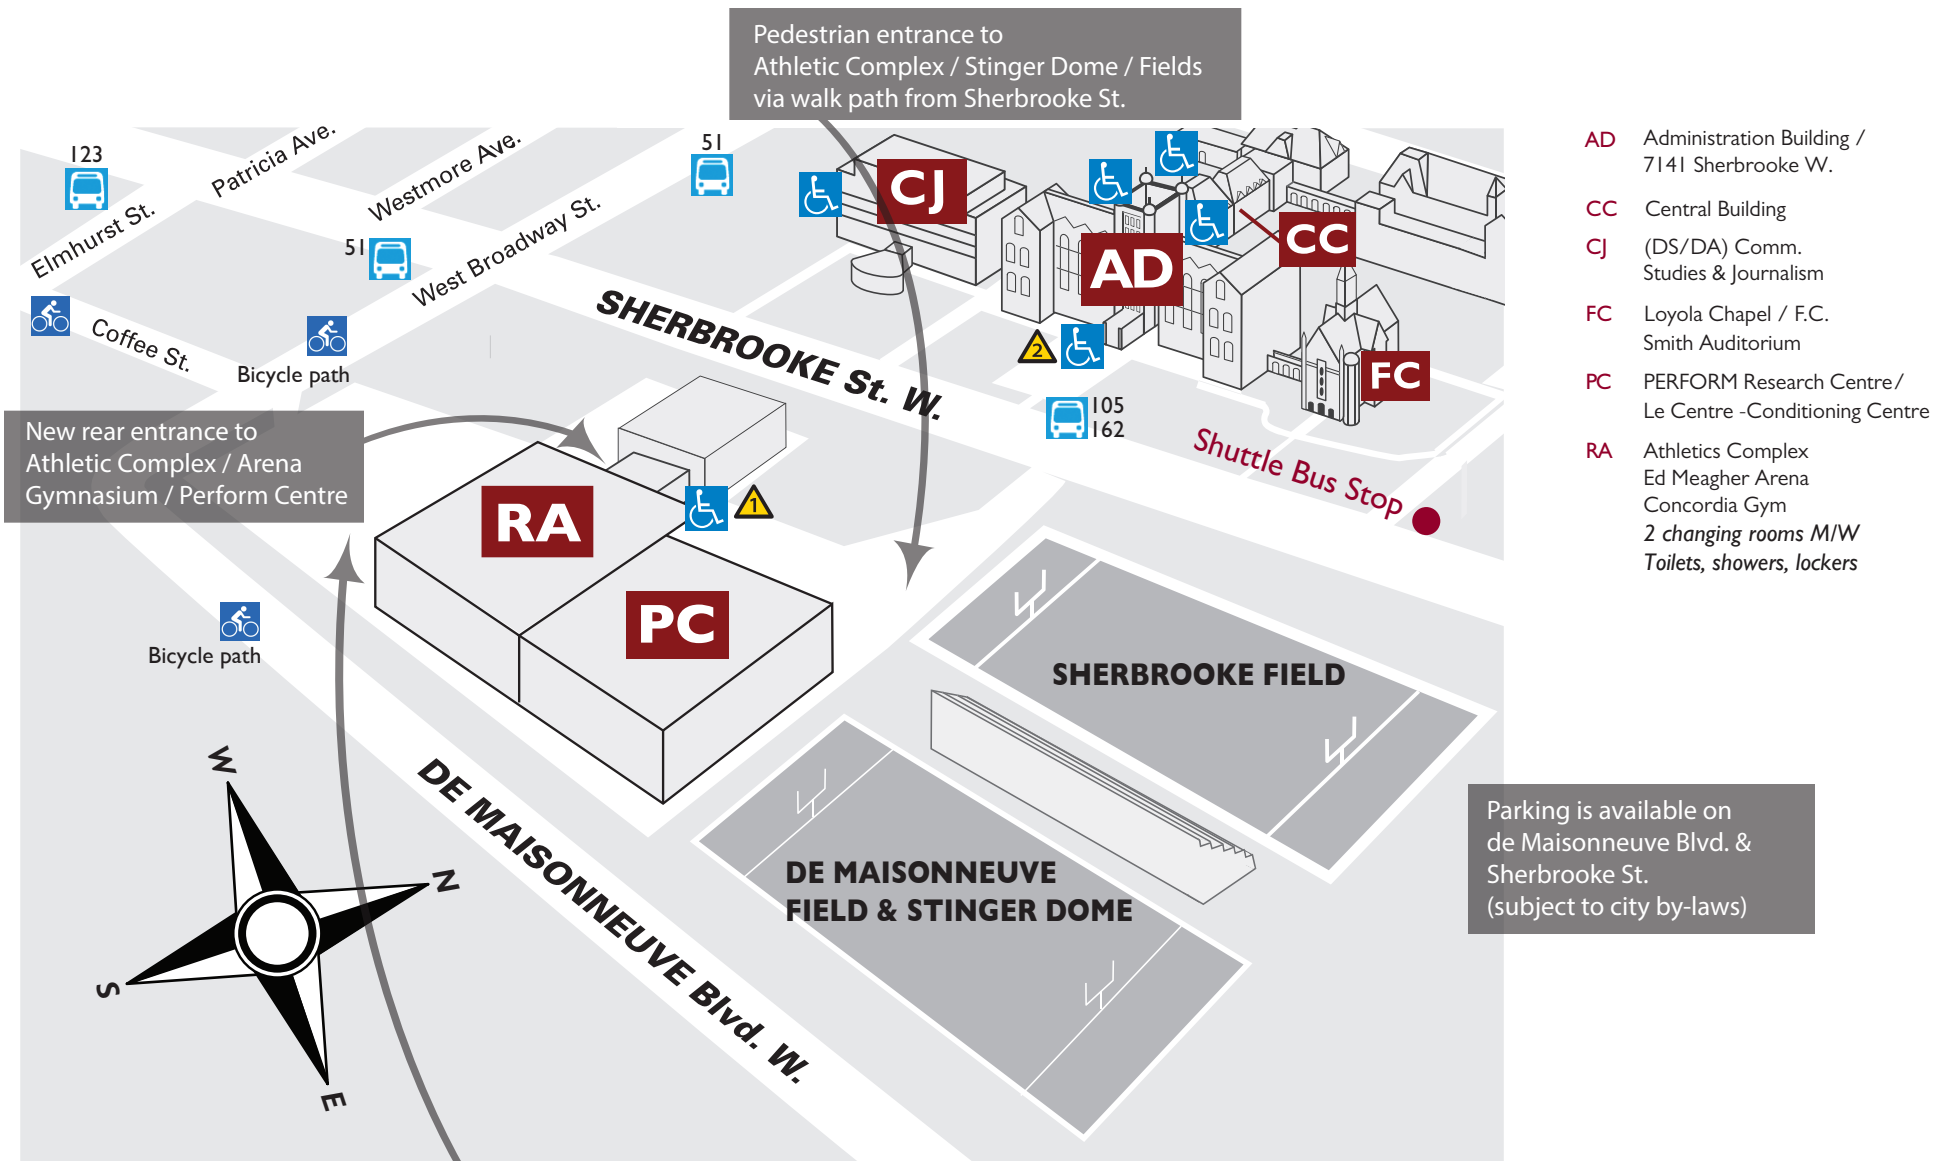 Pedestrian entrance to
Athletic Complex / Stinger Dome / Fields
via walk path from Sherbrooke St.
123
Patricia Ave.
Westmore Ave.
51
Elmhurst St.
51
West Broadway St.
Coffee St.
Bicycle path
SHERBROOKE St. W.
CJ
AD
CC
FC
2
105
162
Shuttle Bus Stop
New rear entrance to
Athletic Complex / Arena
Gymnasium / Perform Centre
RA
1
PC
Bicycle path
SHERBROOKE FIELD
DE MAISONNEUVE
FIELD & STINGER DOME
DE MAISONNEUVE Blvd. W.
W
N
S
E
Parking is available on
de Maisonneuve Blvd. &
Sherbrooke St.
(subject to city by-laws)
AD Administration Building /
7141 Sherbrooke W.
CC Central Building
CJ (DS/DA) Comm.
Studies & Journalism
FC Loyola Chapel / F.C.
Smith Auditorium
PC PERFORM Research Centre/
Le Centre -Conditioning Centre
RA Athletics Complex
Ed Meagher Arena
Concordia Gym
2 changing rooms M/W
Toilets, showers, lockers